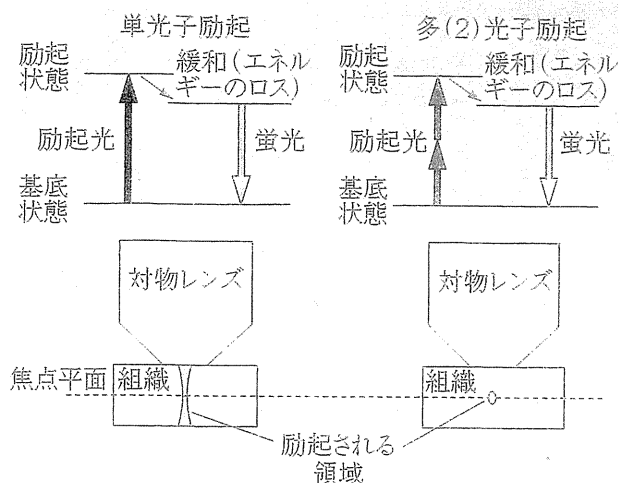 単光子励起
多(2)光子励起
励起
状態
緩和(エネル
ギーのロス)
励起光
蛍光
基底
状態
励起
状態
緩和(エネル
ギーのロス)
励起光
蛍光
基底
状態
対物レンズ
対物レンズ
焦点平面
組織
組織
励起される
領域